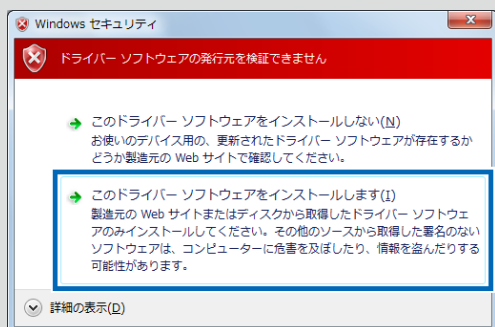 Windows セキュリティ
ドライバー ソフトウェアの発行元を検証できません
このドライバー ソフトウェアをインストールしない(N)
お使いのデバイス用の、更新されたドライバー ソフトウェアが存在するか
どうか製造元の Web サイトで確認してください。
このドライバー ソフトウェアをインストールします(I)
製造元の Web サイトまたはディスクから取得したドライバー ソフトウェ
アのみインストールしてください。その他のソースから取得した署名のない
ソフトウェアは、コンピューターに危害を及ぼしたり、情報を盗んだりする
可能性があります。
詳細の表示(D)